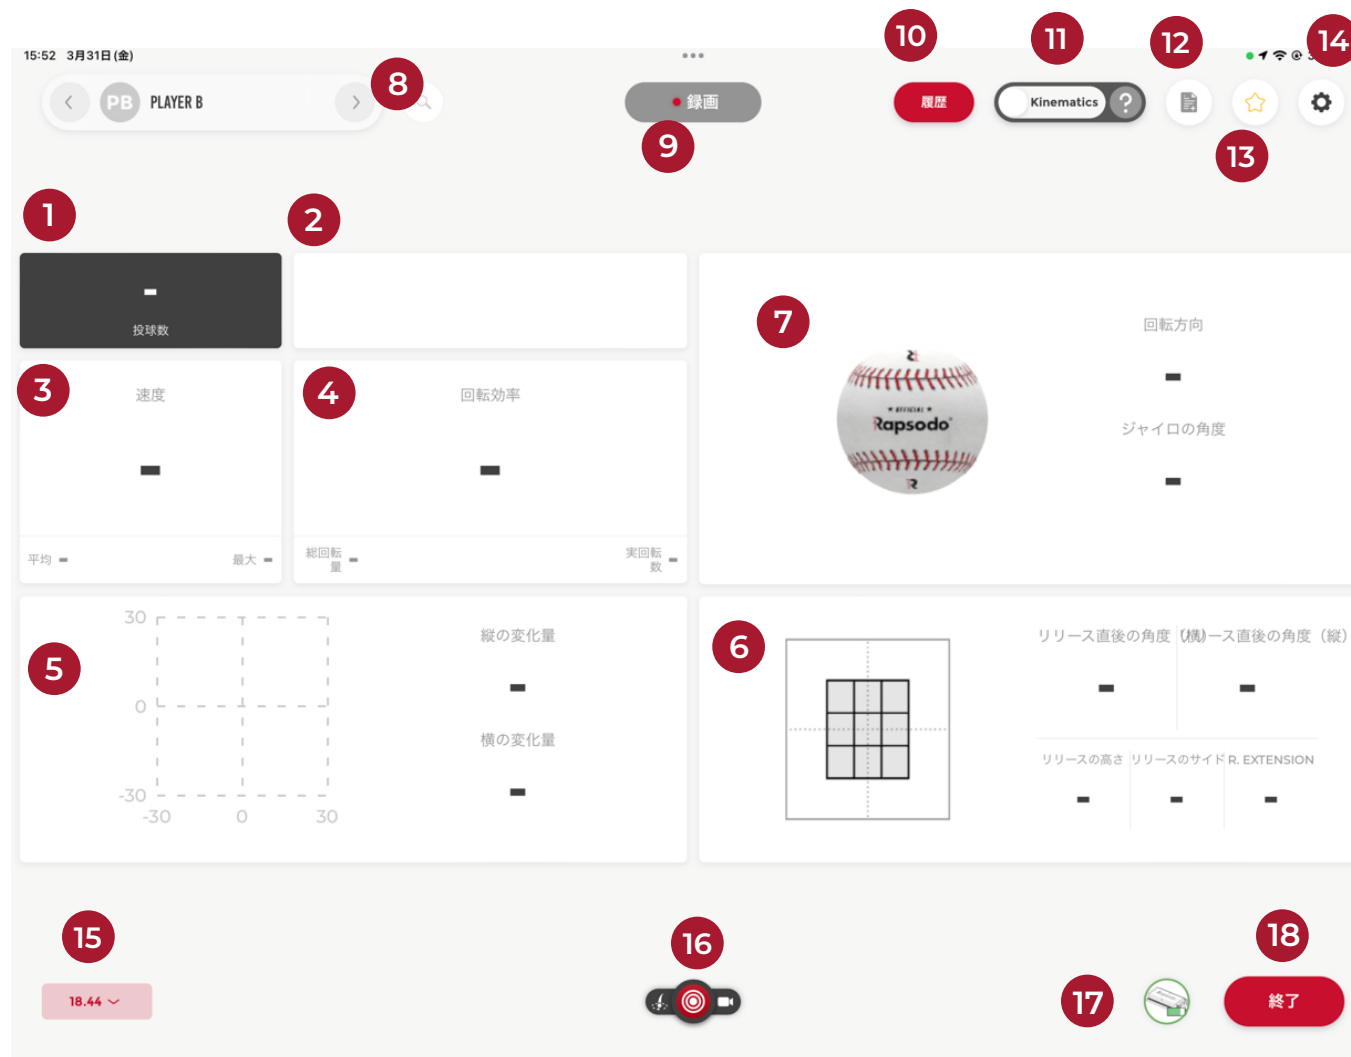 10
11
12
14
15:52 3月31日(金)
8
PB PLAYER B
録画
履歴
Kinematics ?
9
13
1
2
-
投球数
7
回転方向
-
ジャイロの角度
-
★ OFFICIAL ★
Rapsodo
R
3
速度
-
平均 -
最大 -
4
回転効率
-
総回転
量 -
実回転
数 -
5
30
0
-30
-30 0 30
縦の変化量
-
横の変化量
-
6
リリース直後の角度(横)
リース直後の角度(縦)
- -
リリースの高さ リリースのサイド R. EXTENSION
- - -
15
16
17
18
18.44
終了